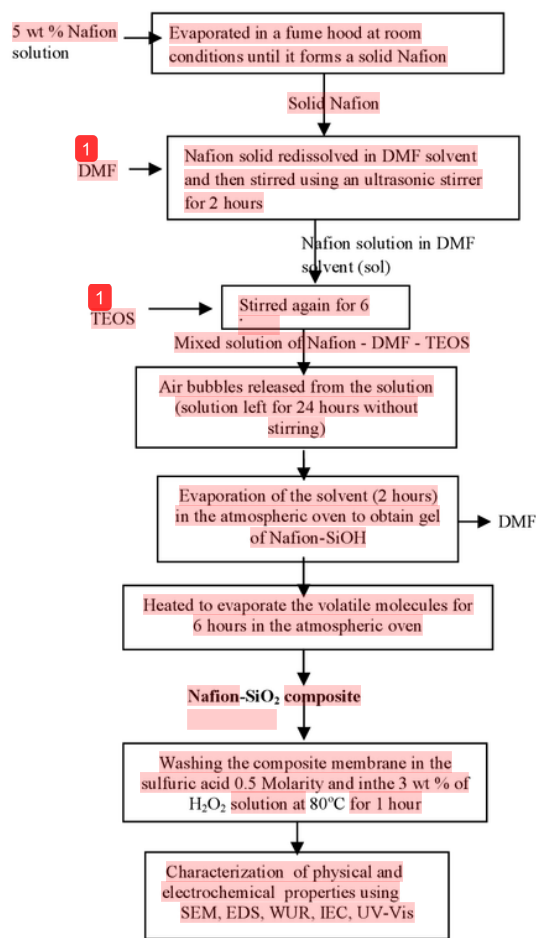 5 wt % Nafion
solution
Evaporated in a fume hood at room
conditions until it forms a solid Nafion
Solid Nafion
1
DMF
Nafion solid redissolved in DMF solvent
and then stirred using an ultrasonic stirrer
for 2 hours
Nafion solution in DMF
solvent (sol)
1
TEOS
Stirred again for 6
Mixed solution of Nafion - DMF - TEOS
Air bubbles released from the solution
(solution left for 24 hours without
stirring)
Evaporation of the solvent (2 hours)
in the atmospheric oven to obtain gel
of Nafion-SiOH
DMF
Heated to evaporate the volatile molecules for
6 hours in the atmospheric oven
Nafion-SiO₂ composite
Washing the composite membrane in the
sulfuric acid 0.5 Molarity and inthe 3 wt % of
H₂O₂ solution at 80°C for 1 hour
Characterization of physical and
electrochemical properties using
SEM, EDS, WUR, IEC, UV-Vis